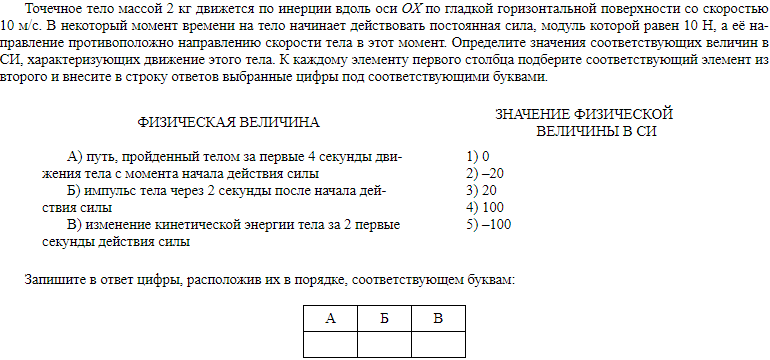 Точечное тело массой 2 кг движется по инерции вдоль оси OX по гладкой горизонтальной поверхности со скоростью
10 м/с. В некоторый момент времени на тело начинает действовать постоянная сила, модуль которой равен 10 Н, а её на-
правление противоположно направлению скорости тела в этот момент. Определите значения соответствующих величин в
СИ, характеризующих движение этого тела. К каждому элементу первого столбца подберите соответствующий элемент из
второго и внесите в строку ответов выбранные цифры под соответствующими буквами.
ФИЗИЧЕСКАЯ ВЕЛИЧИНА
А) путь, пройденный телом за первые 4 секунды дви-
жения тела с момента начала действия силы
Б) импульс тела через 2 секунды после начала дей-
ствия силы
В) изменение кинетической энергии тела за 2 первые
секунды действия силы
ЗНАЧЕНИЕ ФИЗИЧЕСКОЙ
ВЕЛИЧИНЫ В СИ
1) 0
2) –20
3) 20
4) 100
5) –100
Запишите в ответ цифры, расположив их в порядке, соответствующем буквам:
А Б В